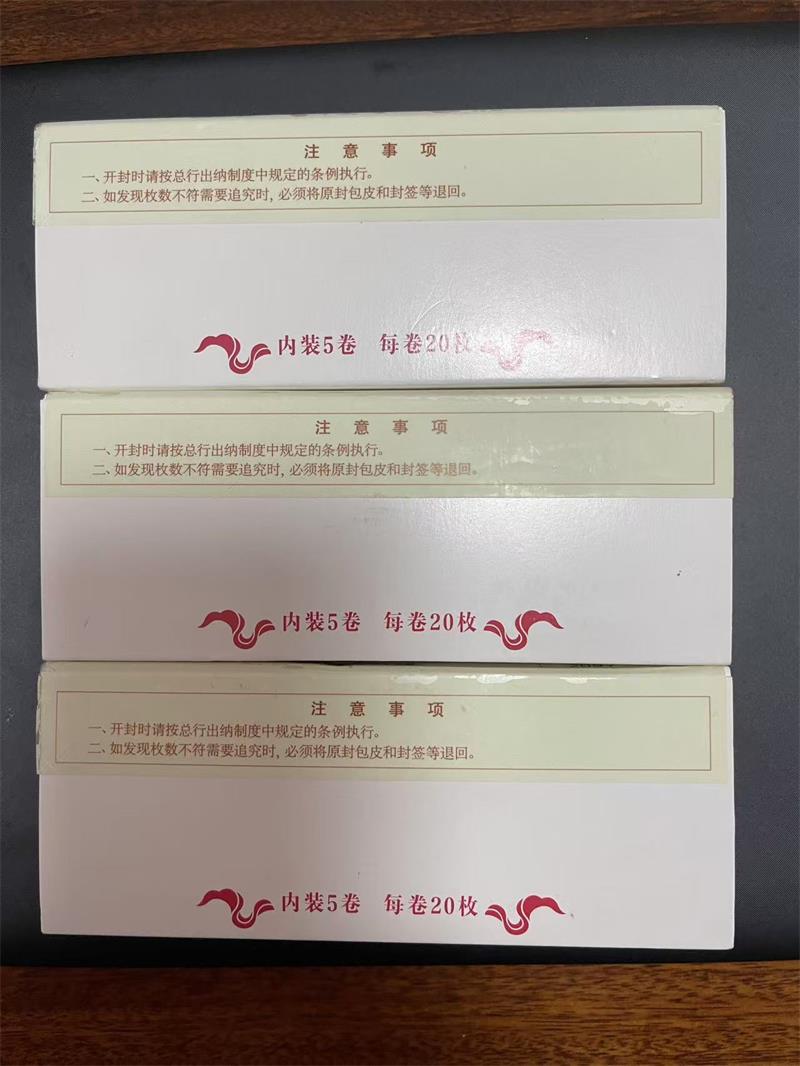 注意事项
一、开封时请按总行出纳制度中规定的条例执行。
二、如发现枚数不符需要追究时,必须将原封包皮和封签等退回。
内装5卷 每卷20枚
注意事项
一、开封时请按总行出纳制度中规定的条例执行。
二、如发现枚数不符需要追究时,必须将原封包皮和封签等退回。
内装5卷 每卷20枚
注意事项
一、开封时请按总行出纳制度中规定的条例执行。
二、如发现枚数不符需要追究时,必须将原封包皮和封签等退回。
内装5卷 每卷20枚